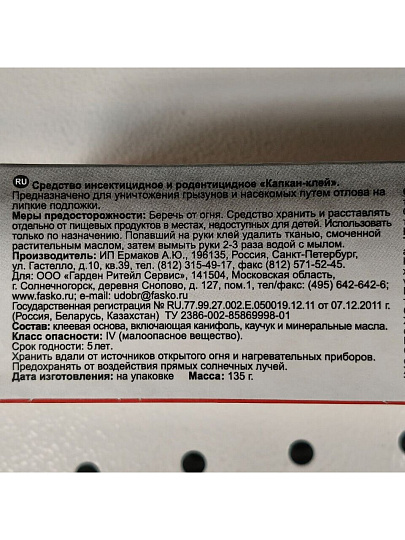 RU Средство инсектицидное и родентицидное «Капкан-клей».
Предназначено для уничтожения грызунов и насекомых путем отлова на
липкие подложки.
Меры предосторожности: Беречь от огня. Средство хранить и расставлять
отдельно от пищевых продуктов в местах, недоступных для детей. Использовать
только по назначению. Попавший на руки клей удалить тканью, смоченной
растительным маслом, затем вымыть руки 2-3 раза водой с мылом.
Производитель: ИП Ермаков А.Ю., 196135, Россия, Санкт-Петербург,
ул. Гастелло, д.10, кв.39, тел. (812) 315-49-17, факс (812) 571-52-45.
Для: ООО «Гарден Ритейл Сервис», 141504, Московская область,
г. Солнечногорск, деревня Снопово, д. 127, пом.1, тел/факс: (495) 642-642-6;
www.fasko.ru; e-mail: udobr@fasko.ru
Государственная регистрация № RU.77.99.27.002.Е.050019.12.11 от 07.12.2011 г
(Россия, Беларусь, Казахстан) ТУ 2386-002-85869998-01
Состав: клеевая основа, включающая канифоль, каучук и минеральные масла.
Класс опасности: IV (малоопасное вещество).
Срок годности: 5 лет.
Хранить вдали от источников открытого огня и нагревательных приборов.
Предохранять от воздействия прямых солнечных лучей.
Дата изготовления: на упаковке Масса: 135 г.